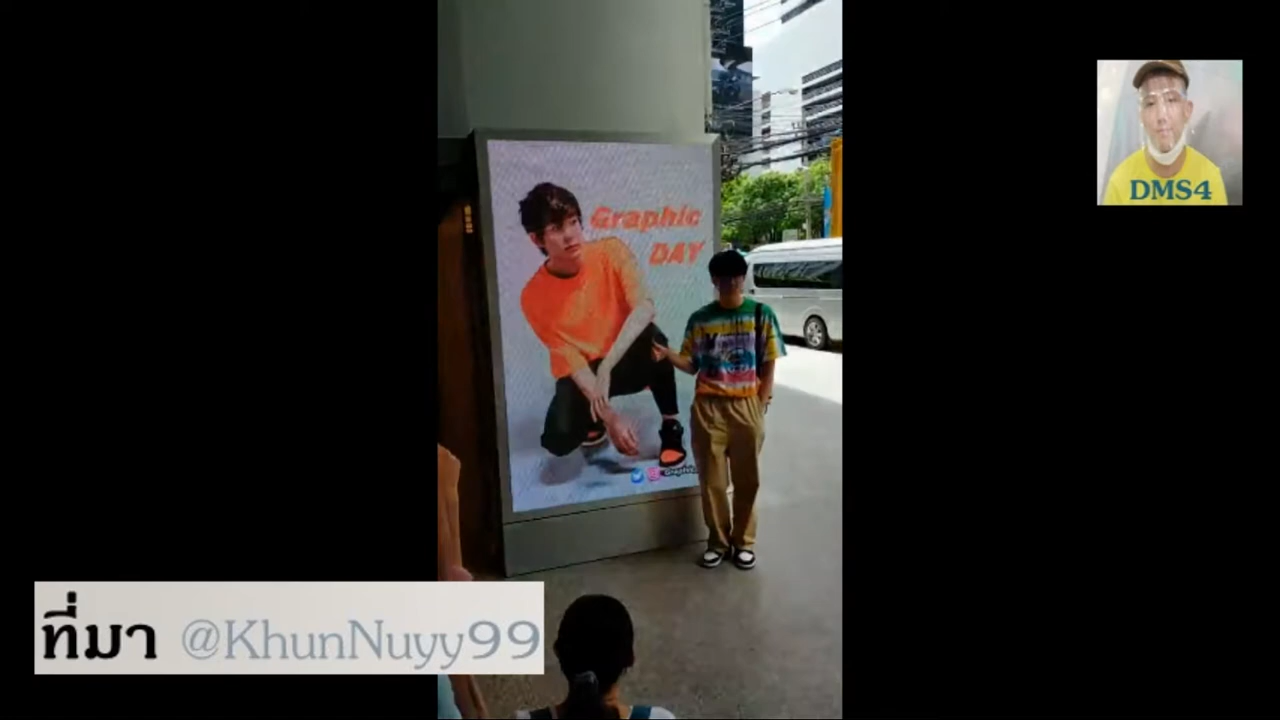 Graphic
DAY
DMS4
ที่มา @KhunNuyy99